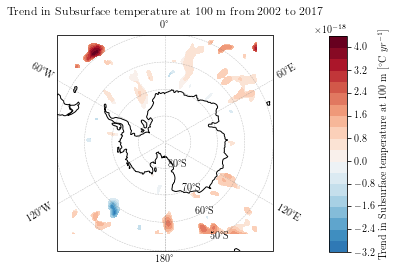 Trend in Subsurface temperature at 100 m from 2002 to 2017
0°
×10⁻¹⁸
60°W
60°E
4.0
3.2
2.4
1.6
0.8
0.0
−0.8
−1.6
−2.4
−3.2
Trend in Subsurface temperature at 100 m [°C yr⁻¹]
80°S
70°S
60°S
50°S
120°W
120°E
180°